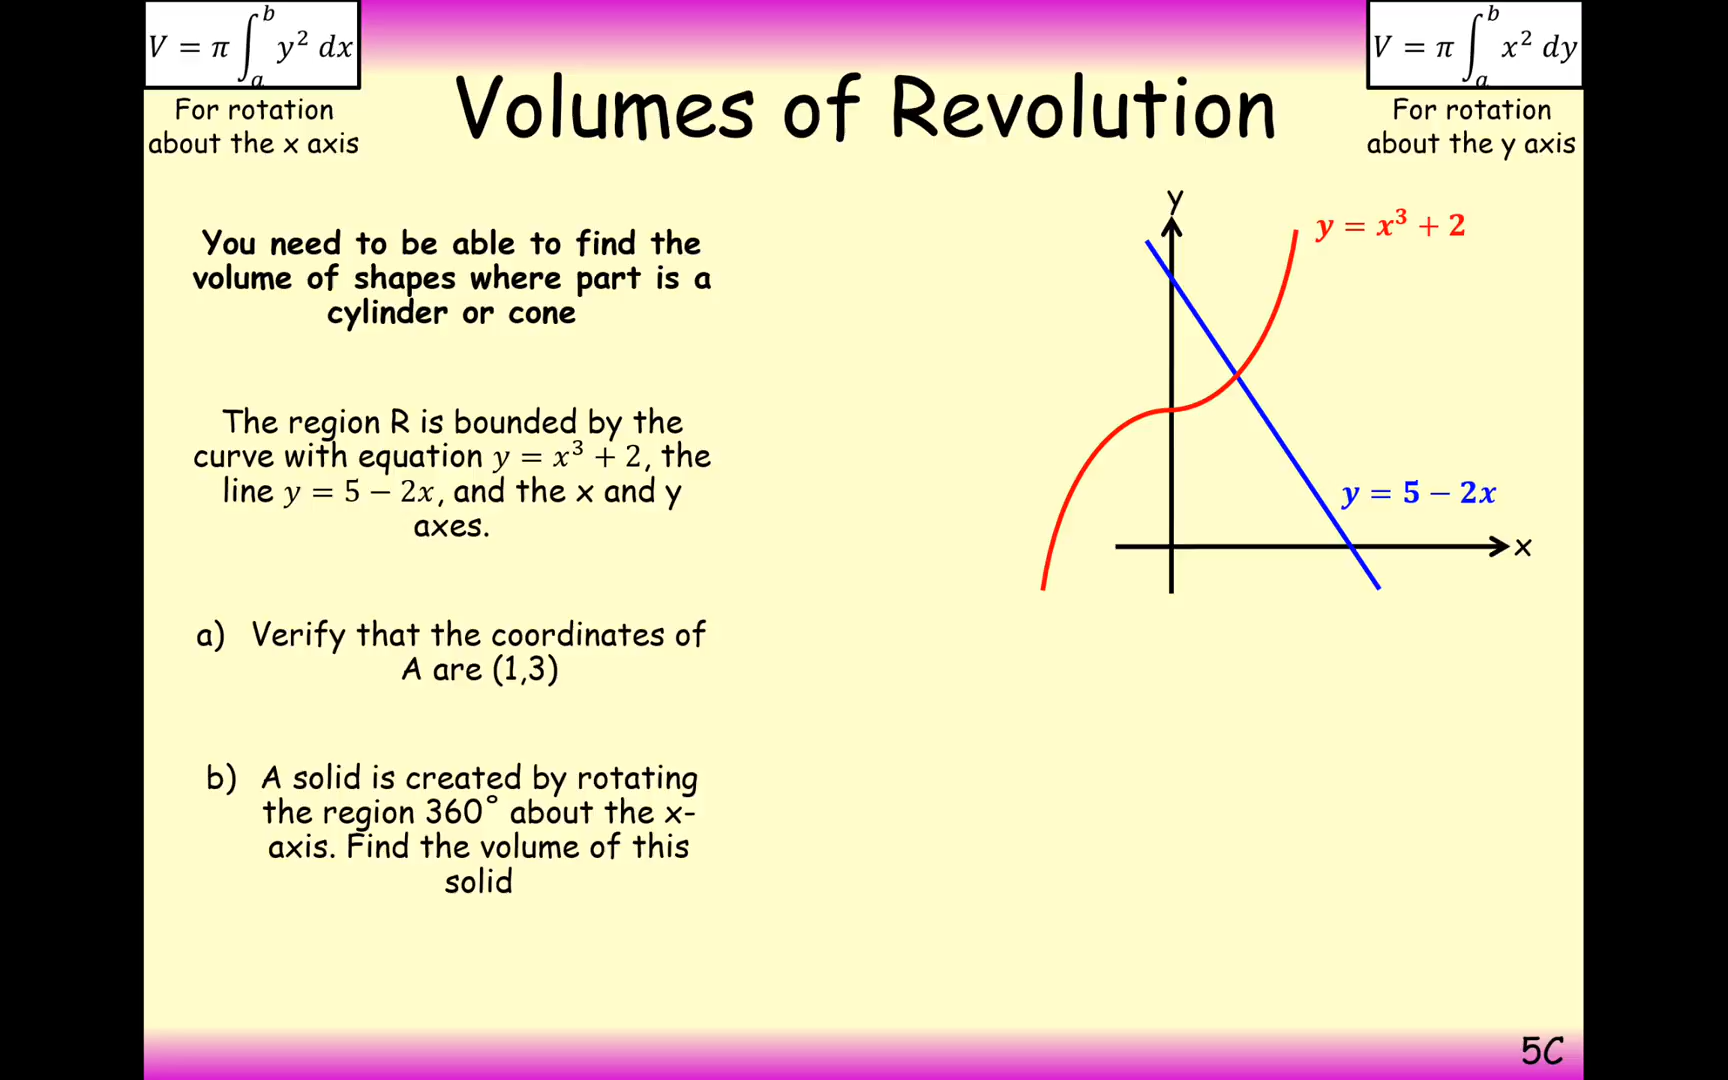 V = π ∫_a^b y² dx
For rotation
about the x axis
Volumes of Revolution
V = π ∫_a^b x² dy
For rotation
about the y axis
You need to be able to find the
volume of shapes where part is a
cylinder or cone
The region R is bounded by the
curve with equation y = x³ + 2, the
line y = 5 − 2x, and the x and y
axes.
a) Verify that the coordinates of
A are (1,3)
b) A solid is created by rotating
the region 360° about the x-
axis. Find the volume of this
solid
y
y = x³ + 2
y = 5 − 2x
x
5C